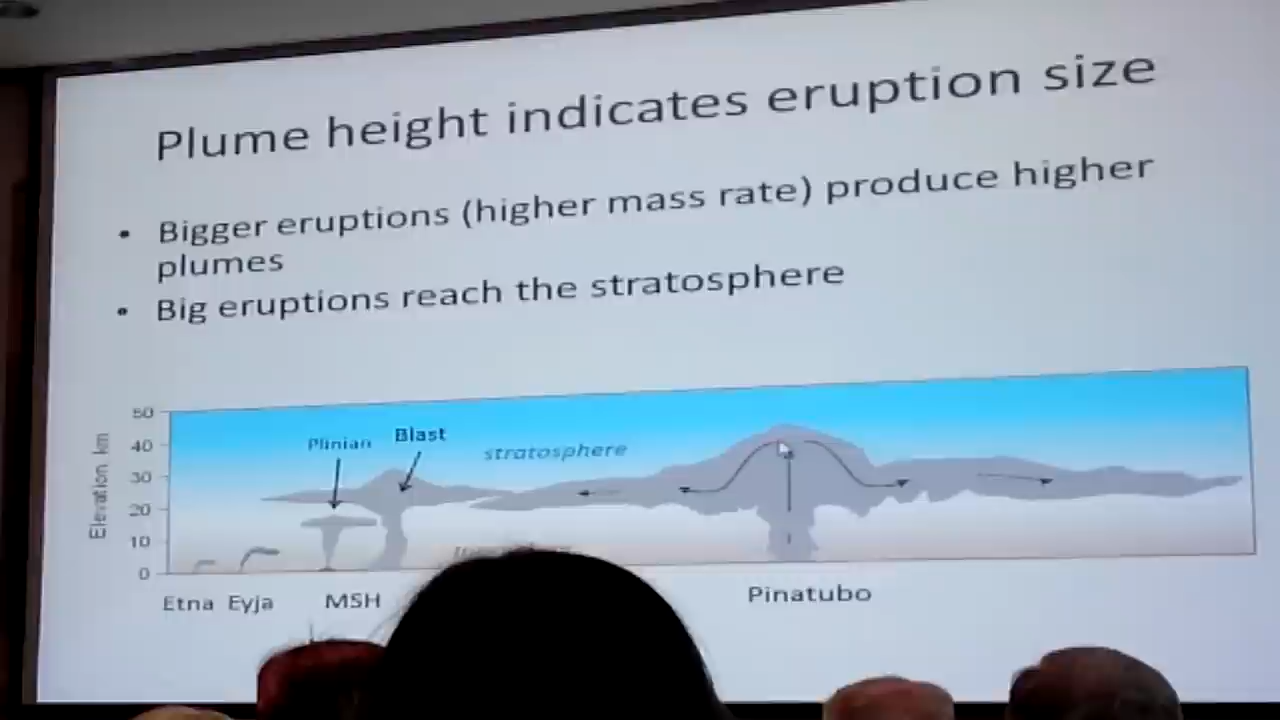 Plume height indicates eruption size
• Bigger eruptions (higher mass rate) produce higher
plumes
• Big eruptions reach the stratosphere
50
40
30
20
10
0
Elevation km
Plinian
Blast
stratosphere
Etna Eyja MSH Pinatubo